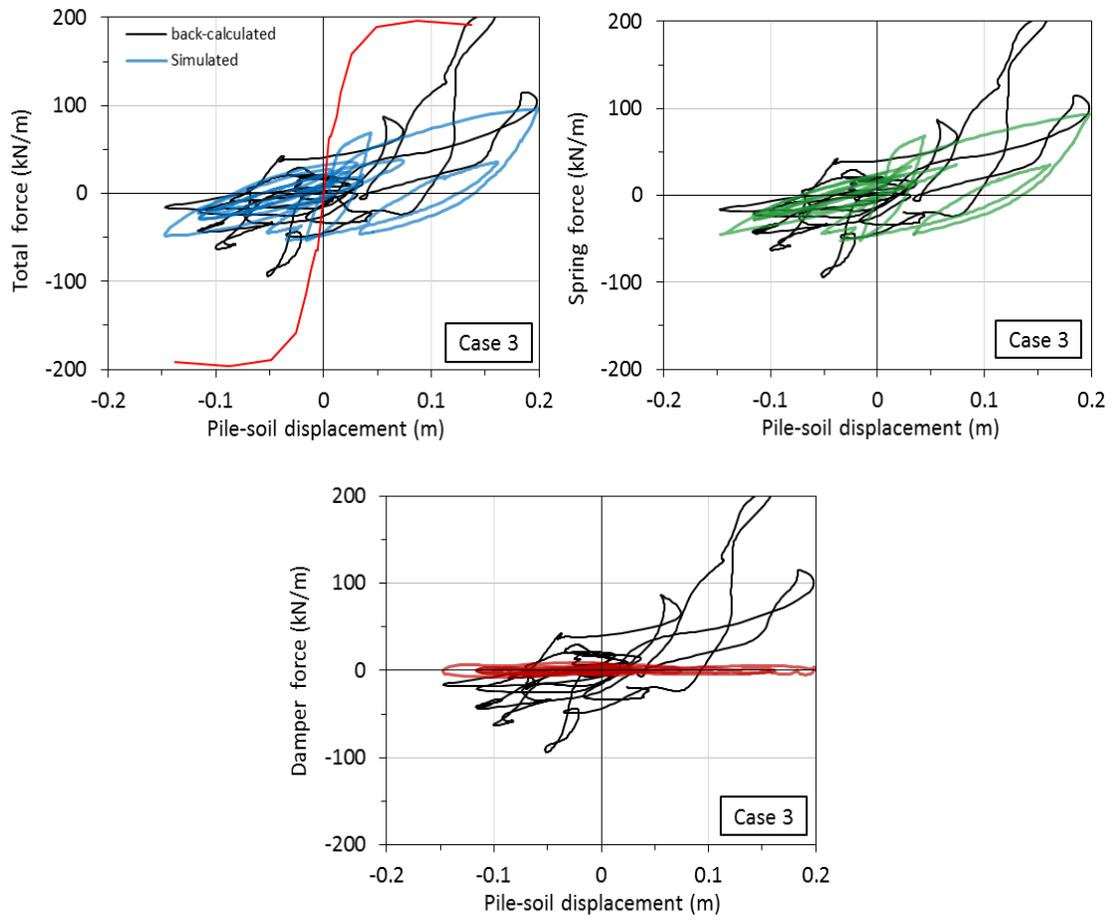 200
100
0
-100
-200
Total force (kN/m)
back-calculated
Simulated
Case 3
-0.2
-0.1
0
0.1
0.2
Pile-soil displacement (m)
200
100
0
-100
-200
Spring force (kN/m)
Case 3
-0.2
-0.1
0
0.1
0.2
Pile-soil displacement (m)
200
100
0
-100
-200
Damper force (kN/m)
Case 3
-0.2
-0.1
0
0.1
0.2
Pile-soil displacement (m)